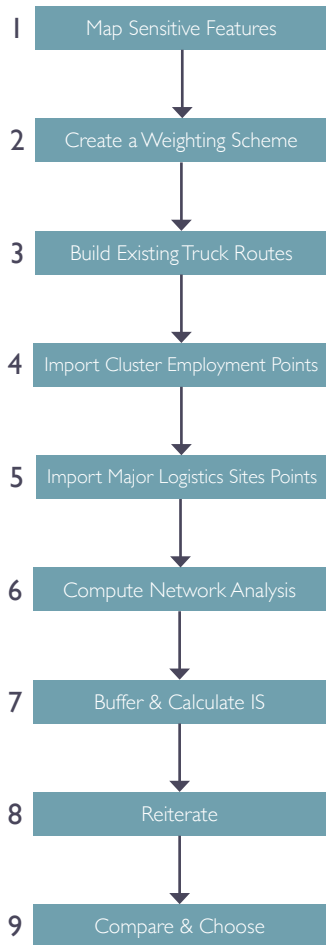 1 Map Sensitive Features
2 Create a Weighting Scheme
3 Build Existing Truck Routes
4 Import Cluster Employment Points
5 Import Major Logistics Sites Points
6 Compute Network Analysis
7 Buffer & Calculate IS
8 Reiterate
9 Compare & Choose